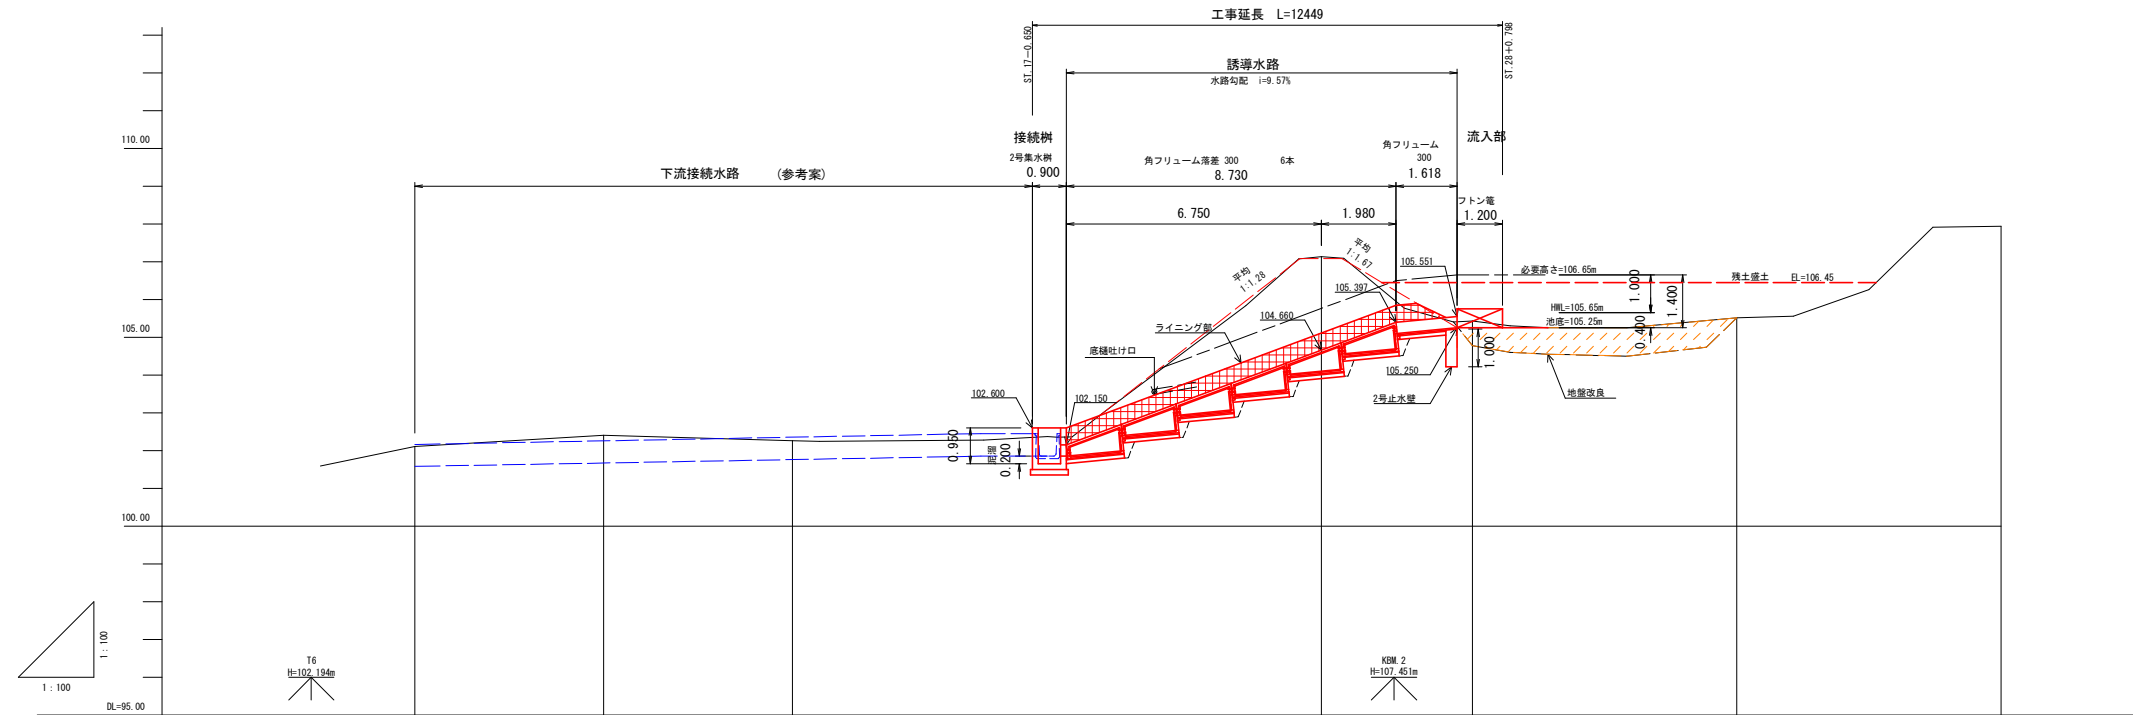 工事延長 L=12449
ST.17-0.650
ST.28+0.798
誘導水路
水路勾配 i=9.57%
110.00
接続桝
2号集水桝
0.900
下流接続水路 (参考案)
角フリューム落差 300 6本
8.730
角フリューム
300
1.618
流入部
フトン篭
1.200
6.750
1.980
平均
1:1.28
平均
1:1.67
105.551
必要高さ=106.65m
残土盛土 EL=106.45
1.000
1.400
105.397
HWL=105.65m
105.00
104.660
池底=105.25m
0.400
ライニング部
底樋吐け口
1.000
105.250
102.600
102.150
2号止水壁
地盤改良
0.950
泥溜
0.200
100.00
1:100
1:100
T6
H=102.194m
KBM.2
H=107.451m
DL=95.00